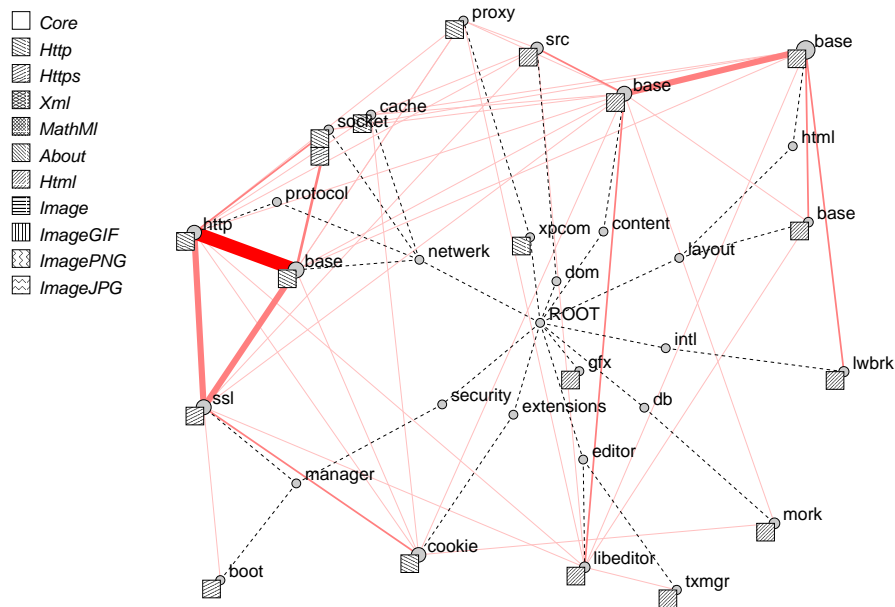 Core
Http
Https
Xml
MathMl
About
Html
Image
ImageGIF
ImagePNG
ImageJPG
proxy
src
base
base
cache
socket
html
protocol
http
base
xpcom
content
netwerk
layout
base
dom
ROOT
intl
gfx
lwbrk
ssl
security
extensions
db
editor
manager
mork
cookie
libeditor
boot
txmgr